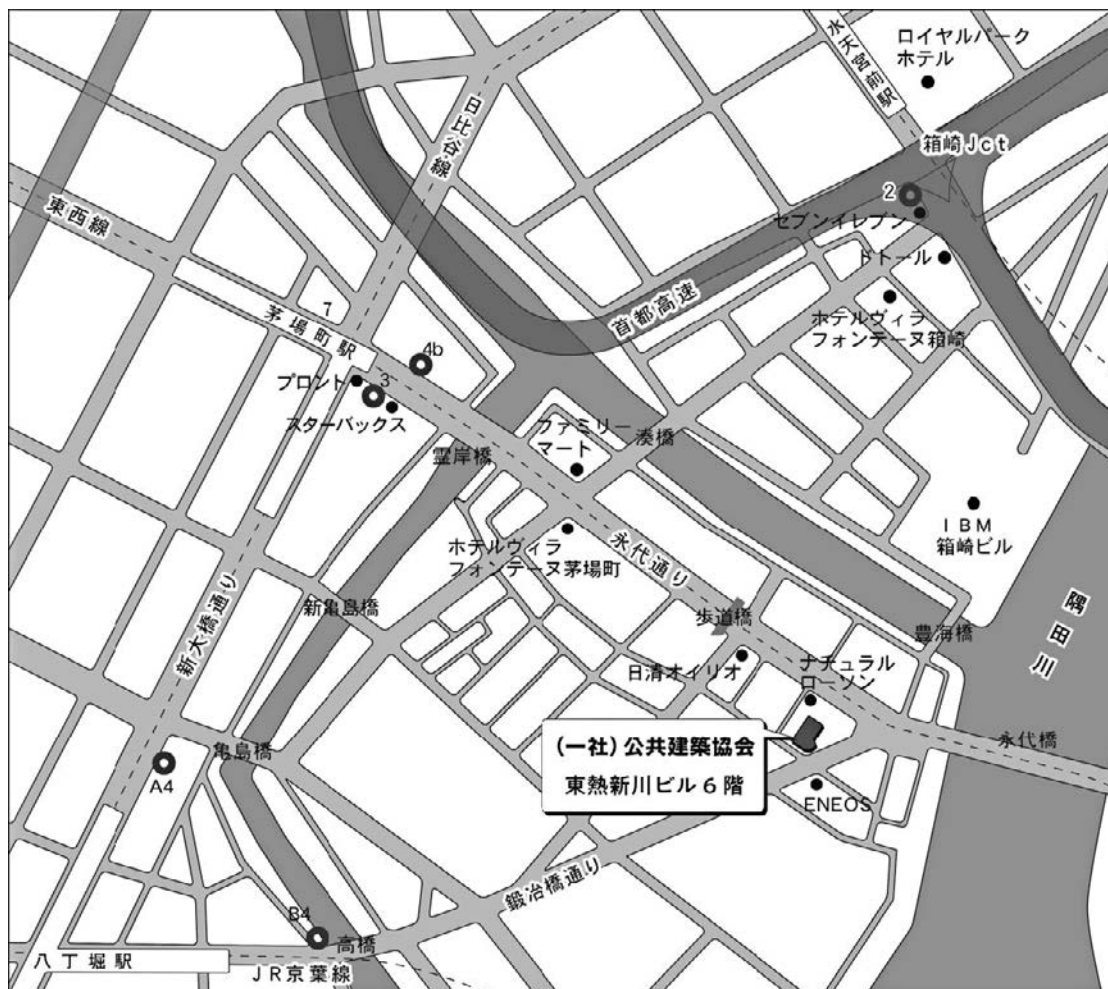 水天宮前駅
ロイヤルパーク
ホテル
日比谷線
箱崎Jct
2
セブンイレブン
ドトール
東西線
首都高速
ホテルヴィラ
フォンテーヌ箱崎
7
茅場町駅
4b
プロント
3
スターバックス
ファミリー
マート
湊橋
霊岸橋
IBM
箱崎ビル
ホテルヴィラ
フォンテーヌ茅場町
永代通り
隅田川
新亀島橋
歩道橋
豊海橋
新大橋通り
日清オイリオ
ナチュラル
ローソン
(一社)公共建築協会
東熱新川ビル6階
永代橋
亀島橋
A4
ENEOS
鍛冶橋通り
B4
高橋
八丁堀駅
JR京葉線